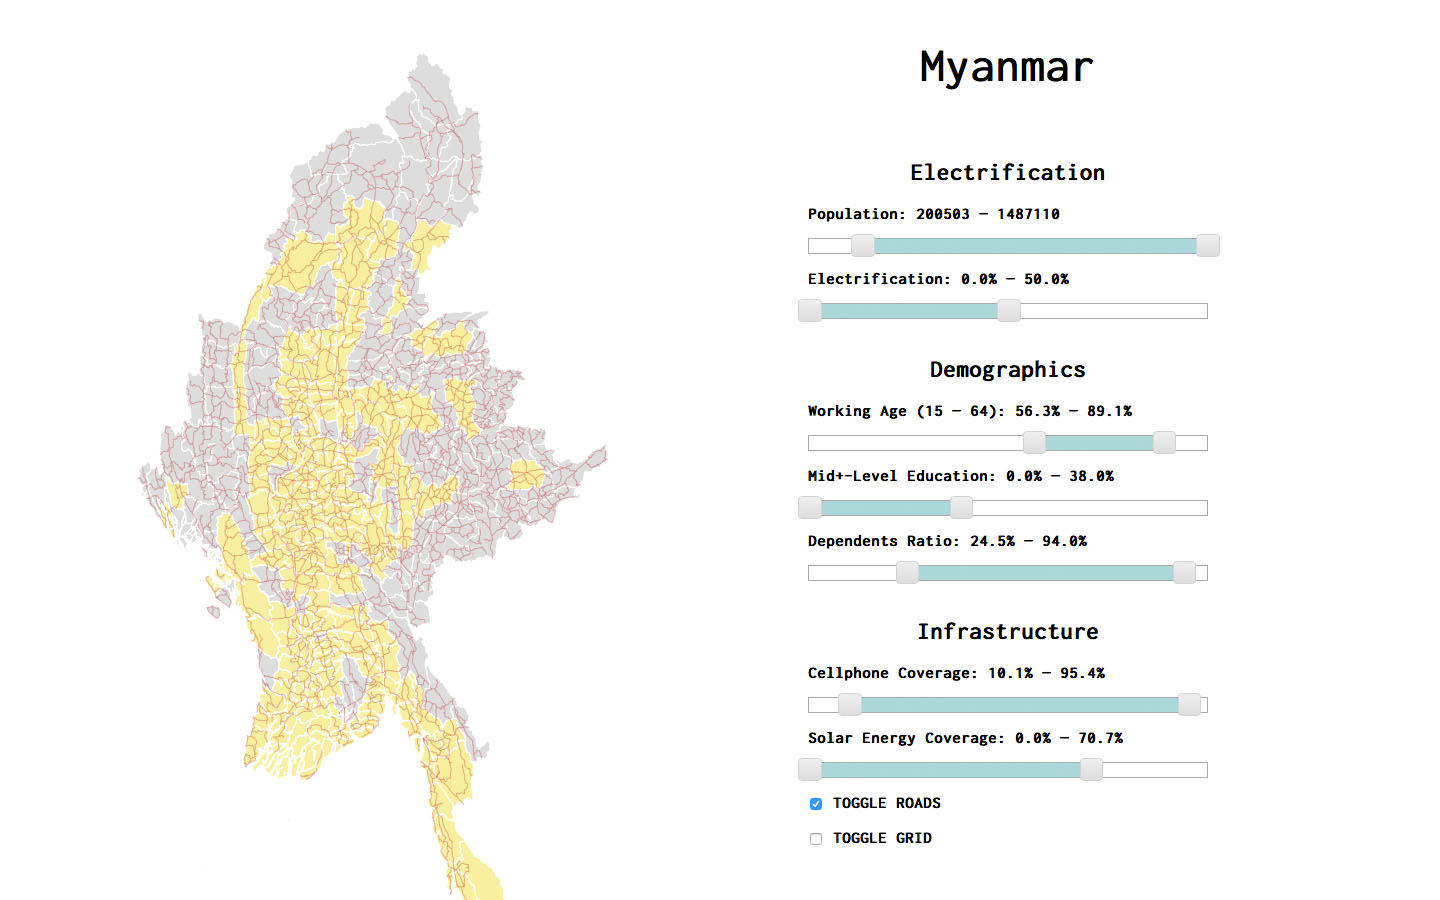 Myanmar
Electrification
Population: 200503 – 1487110
Electrification: 0.0% – 50.0%
Demographics
Working Age (15 – 64): 56.3% – 89.1%
Mid+-Level Education: 0.0% – 38.0%
Dependents Ratio: 24.5% – 94.0%
Infrastructure
Cellphone Coverage: 10.1% – 95.4%
Solar Energy Coverage: 0.0% – 70.7%
TOGGLE ROADS
TOGGLE GRID